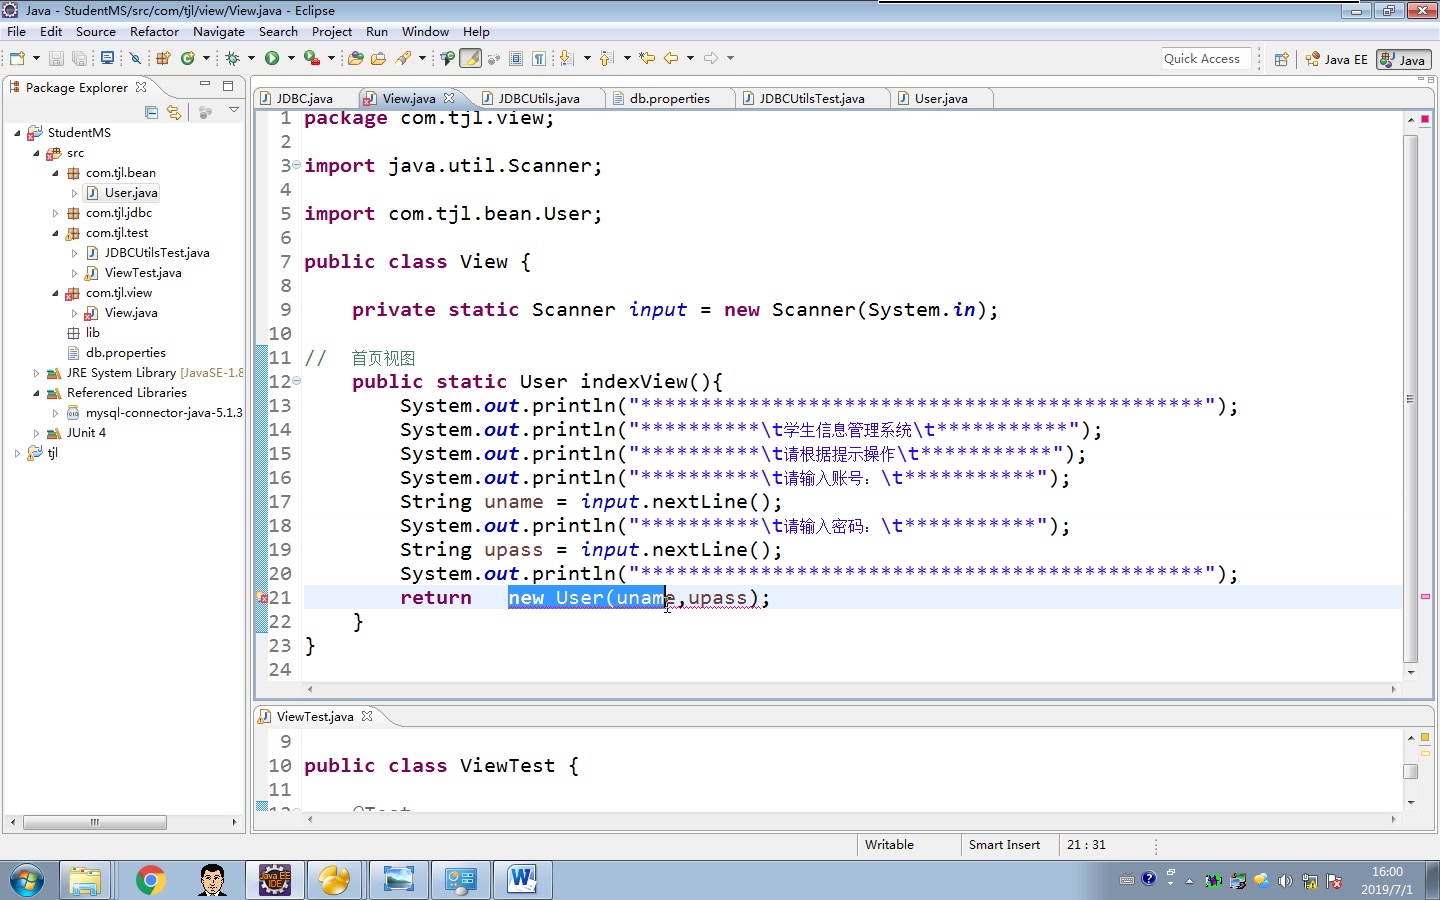 Java - StudentMS/src/com/tjl/view/View.java - Eclipse
File Edit Source Refactor Navigate Search Project Run Window Help
Quick Access Java EE Java
Package Explorer
StudentMS
src
com.tjl.bean
User.java
com.tjl.jdbc
com.tjl.test
JDBCUtilsTest.java
ViewTest.java
com.tjl.view
View.java
lib
db.properties
JRE System Library [JavaSE-1.8
Referenced Libraries
mysql-connector-java-5.1.3
JUnit 4
tjl
JDBC.java View.java JDBCUtils.java db.properties JDBCUtilsTest.java User.java
1 package com.tjl.view;
2
3 import java.util.Scanner;
4
5 import com.tjl.bean.User;
6
7 public class View {
8
9 private static Scanner input = new Scanner(System.in);
10
11 // 首页视图
12 public static User indexView(){
13 System.out.println("***********************************************");
14 System.out.println("**********\t学生信息管理系统\t***********");
15 System.out.println("**********\t请根据提示操作\t***********");
16 System.out.println("**********\t请输入账号：\t***********");
17 String uname = input.nextLine();
18 System.out.println("**********\t请输入密码：\t***********");
19 String upass = input.nextLine();
20 System.out.println("***********************************************");
21 return new User(uname,upass);
22 }
23 }
24
ViewTest.java
9
10 public class ViewTest {
11
12 @Test
Writable Smart Insert 21 : 31
Java EE
IDE
16:00
2019/7/1